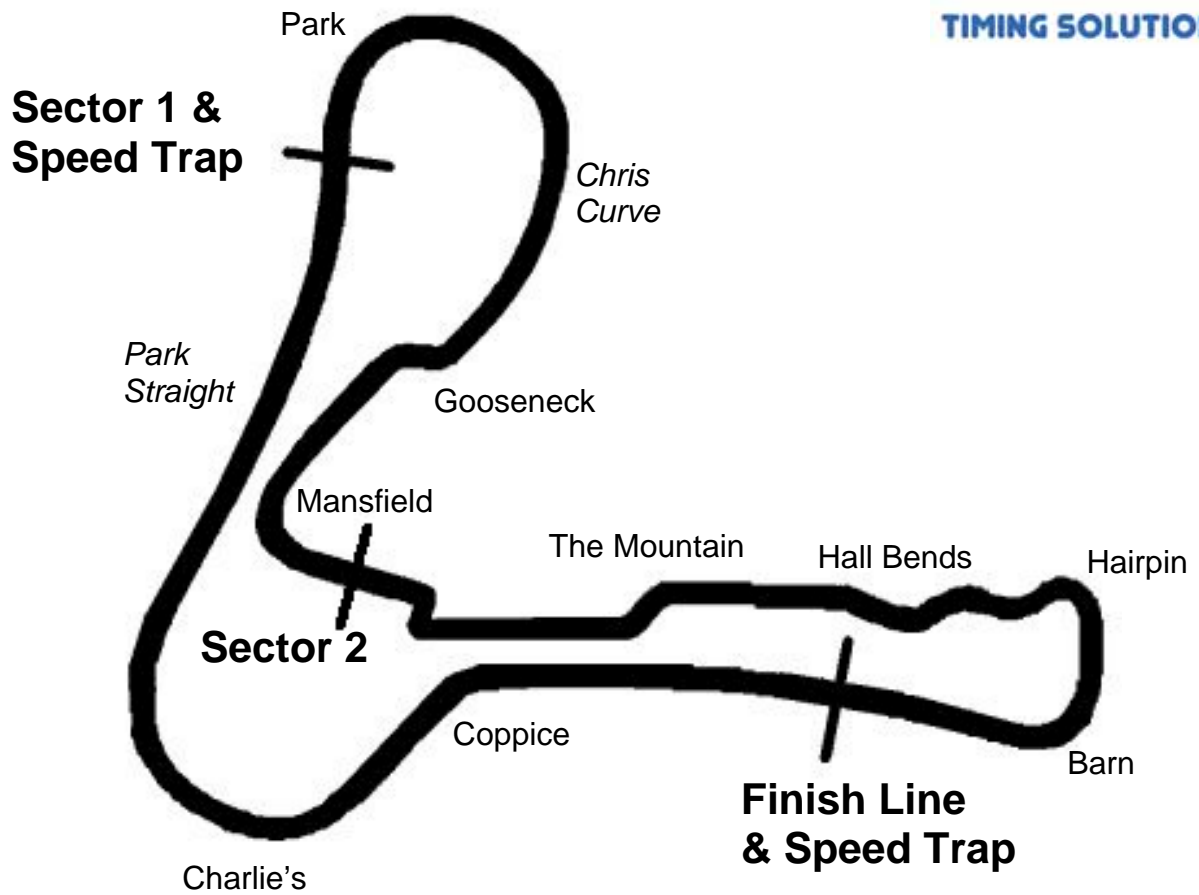 TIMING SOLUTIO
Park
Sector 1 &
Speed Trap
Chris
Curve
Park
Straight
Gooseneck
Mansfield
The Mountain
Hall Bends
Hairpin
Sector 2
Coppice
Barn
Finish Line
& Speed Trap
Charlie's